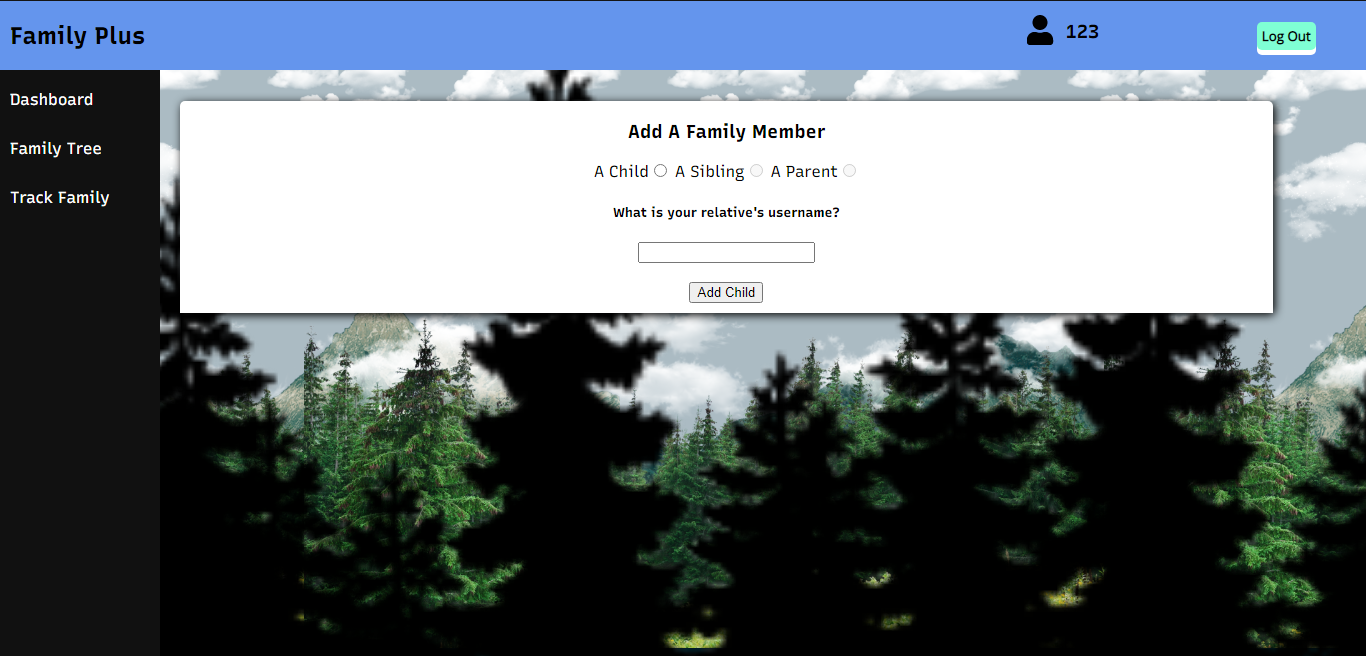 Family Plus
123
Log Out
Dashboard
Family Tree
Track Family
Add A Family Member
A Child A Sibling A Parent
What is your relative's username?
Add Child